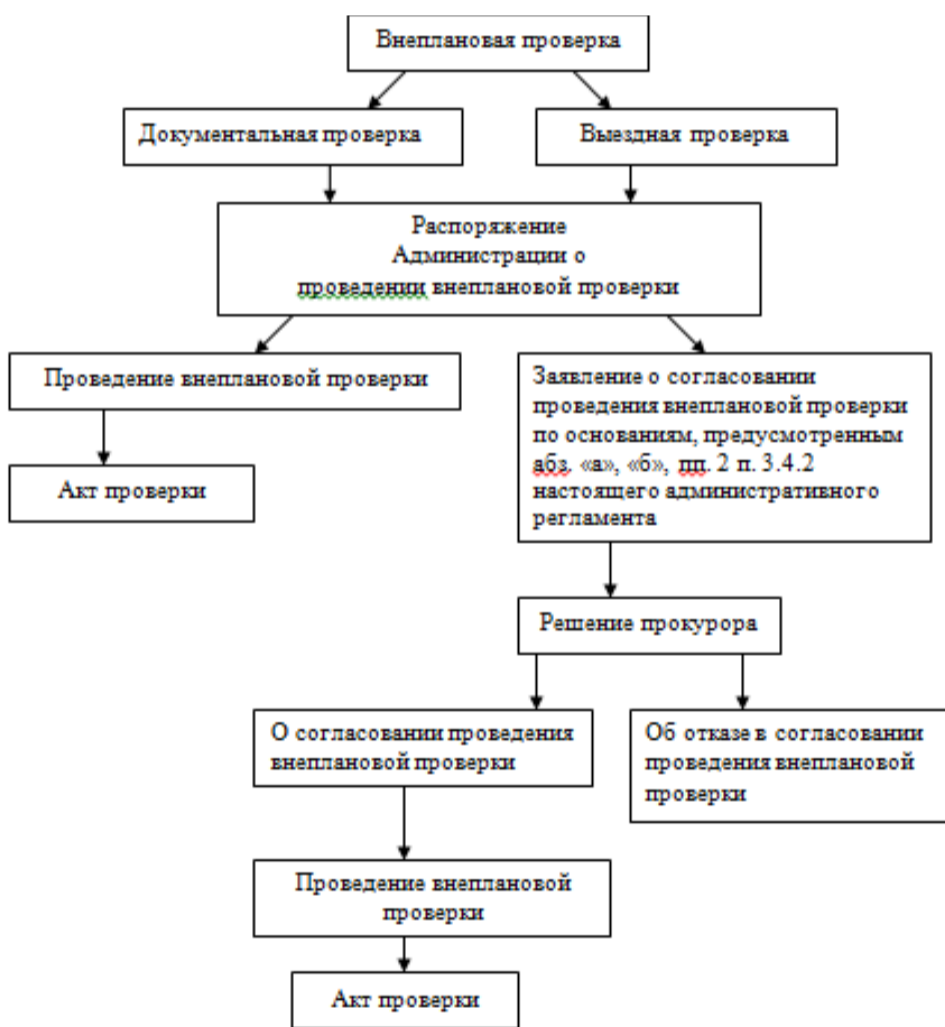 Внеплановая проверка
Документальная проверка
Выездная проверка
Распоряжение
Администрации о
проведении внеплановой проверки
Проведение внеплановой проверки
Заявление о согласовании
проведения внеплановой проверки
по основаниям, предусмотренным
абз. «а», «б», пп. 2 п. 3.4.2
настоящего административного
регламента
Акт проверки
Решение прокурора
О согласовании проведения
внеплановой проверки
Об отказе в согласовании
проведения внеплановой
проверки
Проведение внеплановой
проверки
Акт проверки